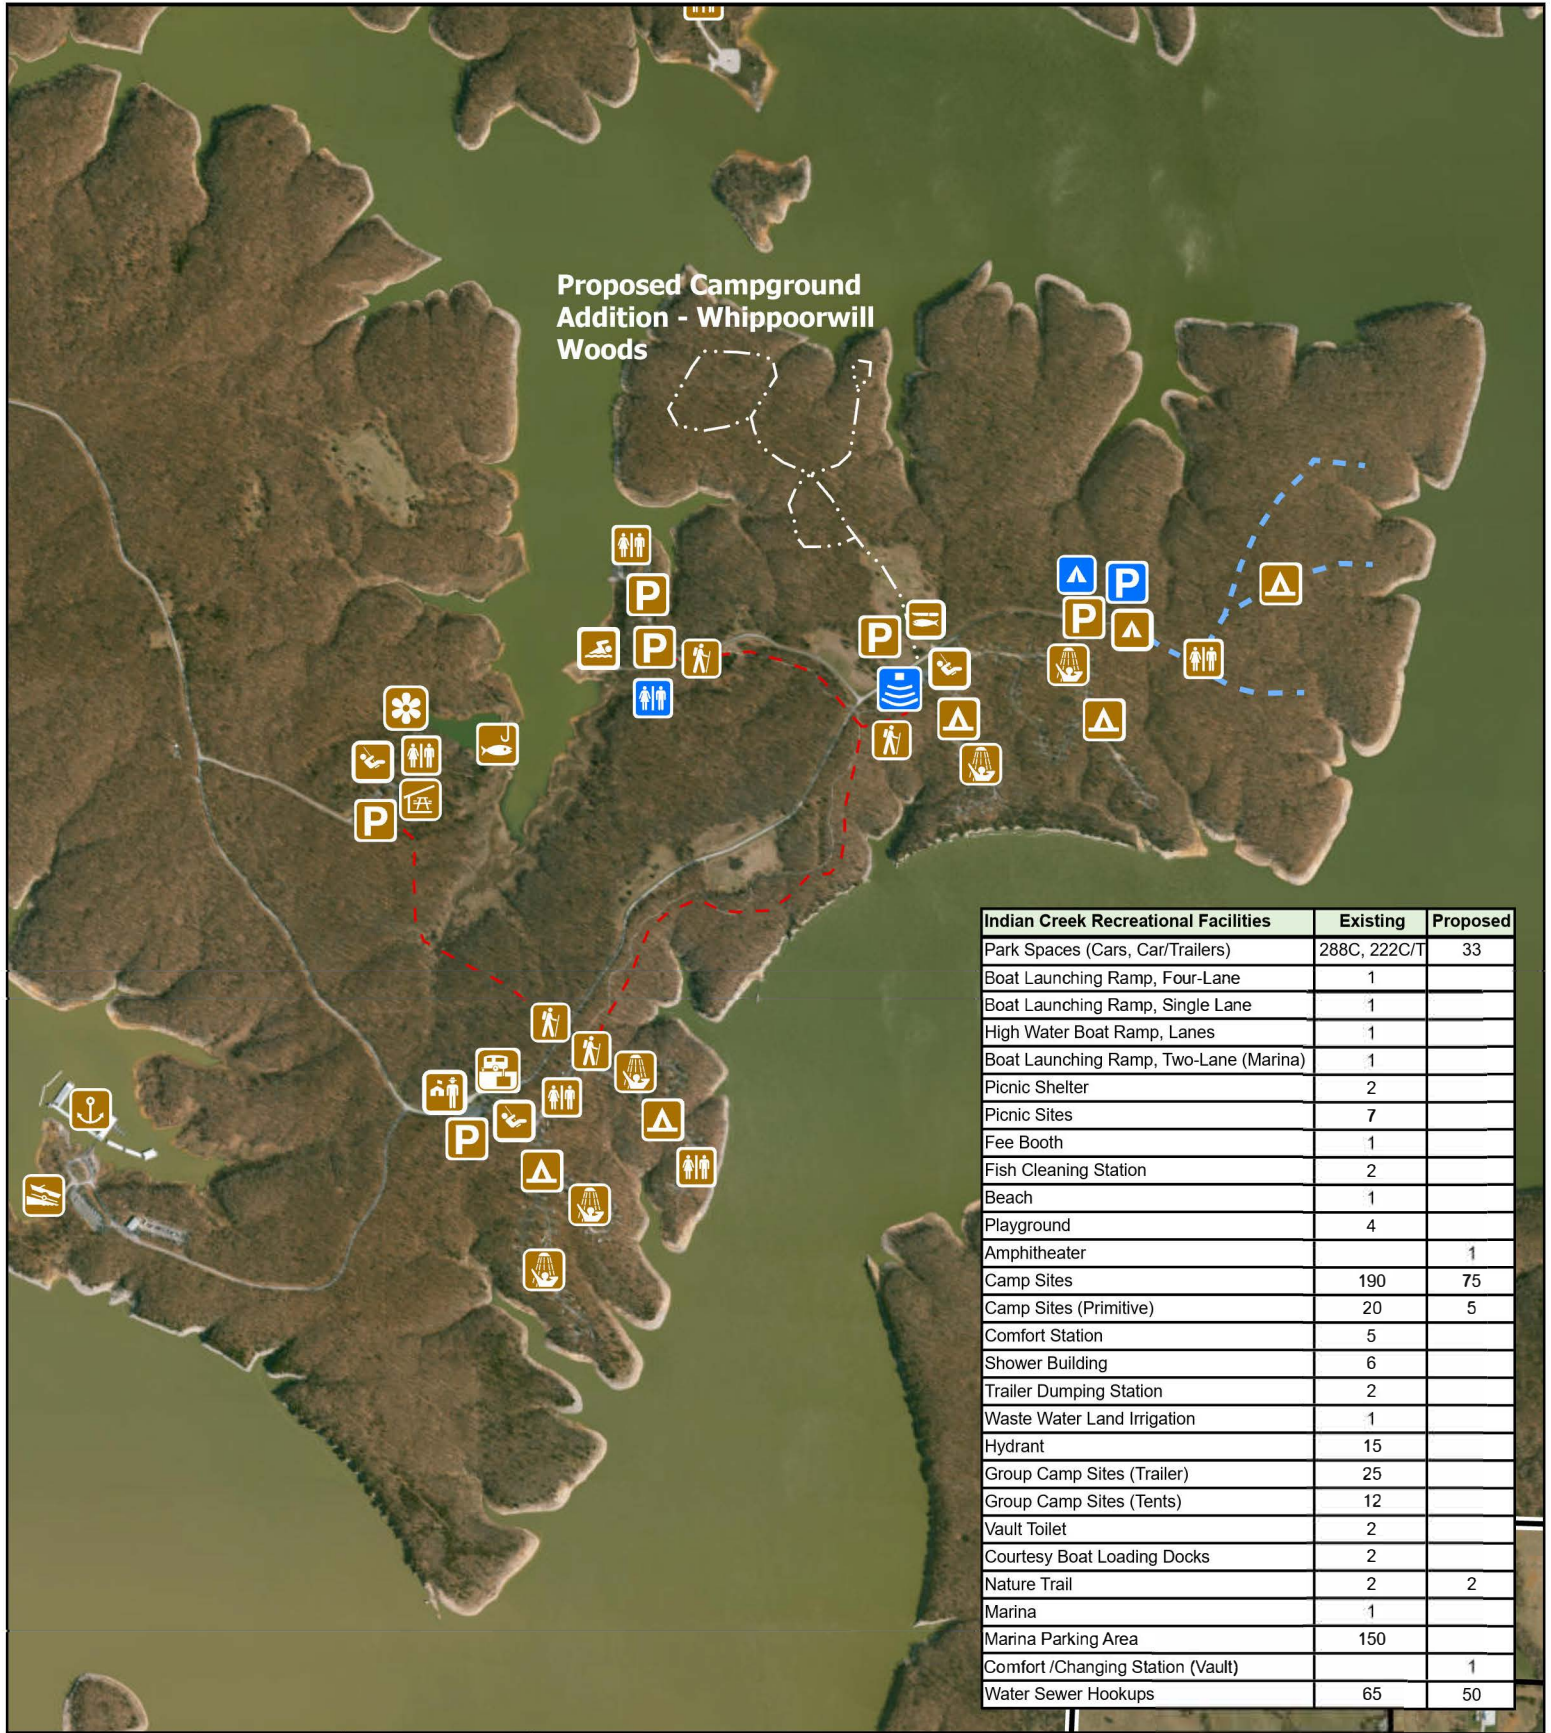 Proposed Campground
Addition - Whippoorwill
Woods
P
P
P
P
P
P
P
P
Indian Creek Recreational Facilities Existing Proposed
Park Spaces (Cars, Car/Trailers) 288C, 222C/T 33
Boat Launching Ramp, Four-Lane 1
Boat Launching Ramp, Single Lane 1
High Water Boat Ramp, Lanes 1
Boat Launching Ramp, Two-Lane (Marina) 1
Picnic Shelter 2
Picnic Sites 7
Fee Booth 1
Fish Cleaning Station 2
Beach 1
Playground 4
Amphitheater 1
Camp Sites 190 75
Camp Sites (Primitive) 20 5
Comfort Station 5
Shower Building 6
Trailer Dumping Station 2
Waste Water Land Irrigation 1
Hydrant 15
Group Camp Sites (Trailer) 25
Group Camp Sites (Tents) 12
Vault Toilet 2
Courtesy Boat Loading Docks 2
Nature Trail 2 2
Marina 1
Marina Parking Area 150
Comfort /Changing Station (Vault) 1
Water Sewer Hookups 65 50